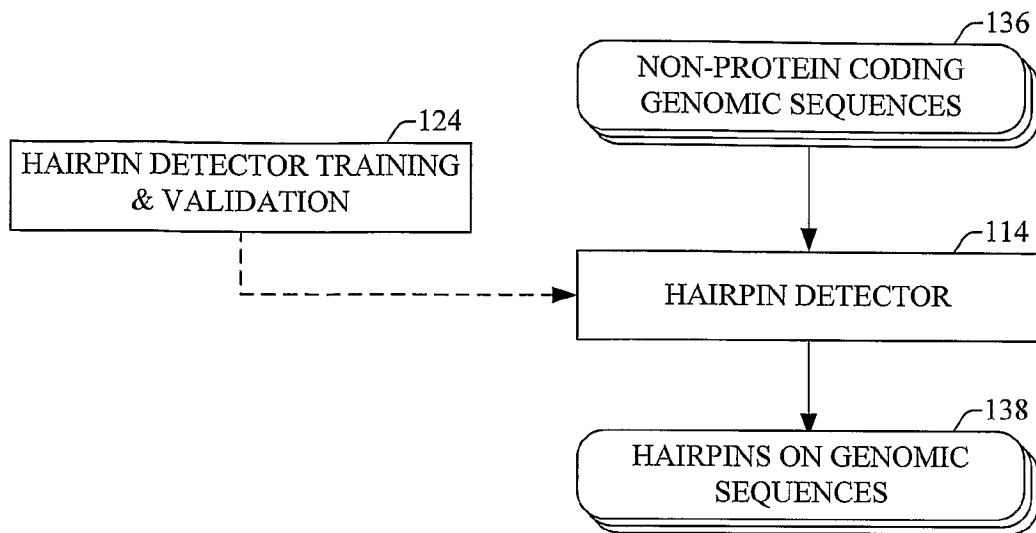 136
NON-PROTEIN CODING
GENOMIC SEQUENCES
124
HAIRPIN DETECTOR TRAINING
& VALIDATION
114
HAIRPIN DETECTOR
138
HAIRPINS ON GENOMIC
SEQUENCES